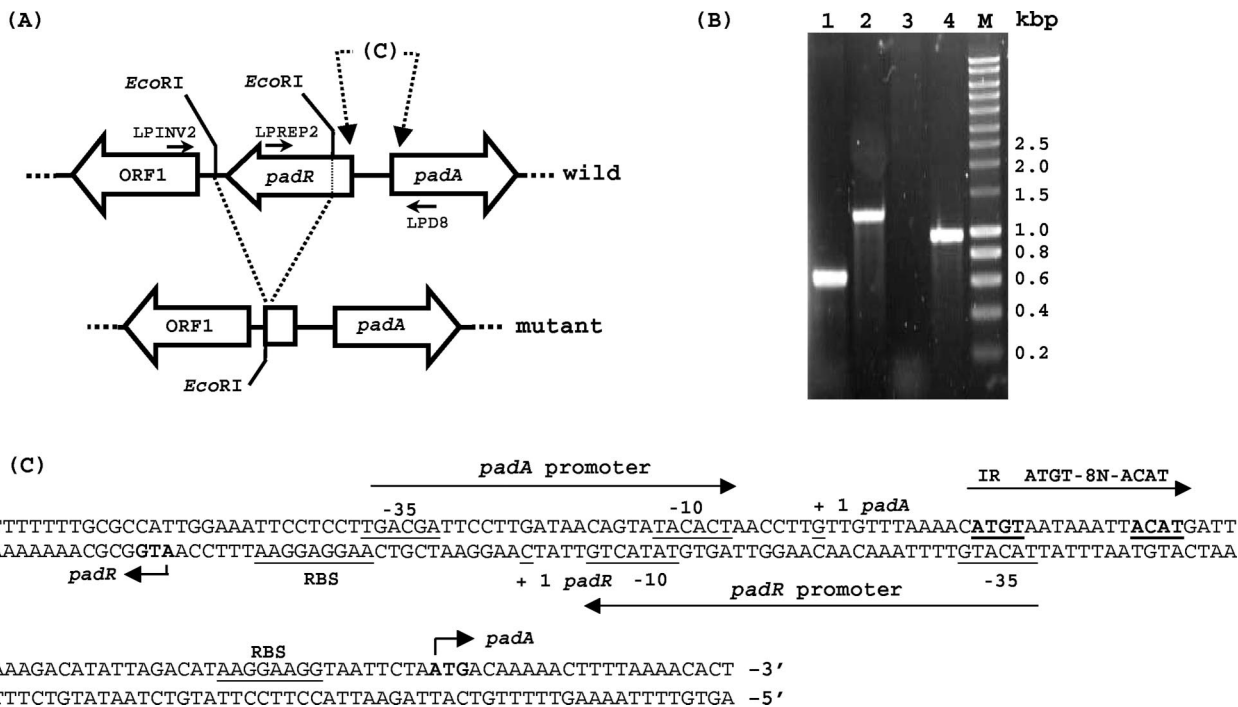 (A)
(C)
EcoRI
EcoRI
LPINV2
LPREP2
ORF1
padR
padA
wild
LPD8
ORF1
padA
mutant
EcoRI
(B)
1 2 3 4 M kbp
2.5
2.0
1.5
1.0
0.8
0.6
0.4
0.2
(C)
padA promoter
IR ATGT-8N-ACAT
-35
-10
+ 1 padA
TTTTTTTGCGCCATTGGAAATTCCTCCTTGACGATTCCTTGATAACAGTATACACTAACCTTGTTGTTTAAAACATGTAATAAATTACATGATT
AAAAAAACGCGGTAACCTTTAAGGAGGAACTGCTAAGGAACTATTGTCATATGTGATTGGAACAACAAATTTTGTACATTATTTAATGTACTAA
padR
RBS
+ 1 padR
-10
-35
padR promoter
RBS
padA
AAAGACATATTAGACATAAGGAAGGTAATTCTAATGACAAAAACTTTTAAAACACT -3’
TTTCTGTATAATCTGTATTCCTTCCATTAAGATTACTGTTTTTGAAAATTTTGTGA -5’